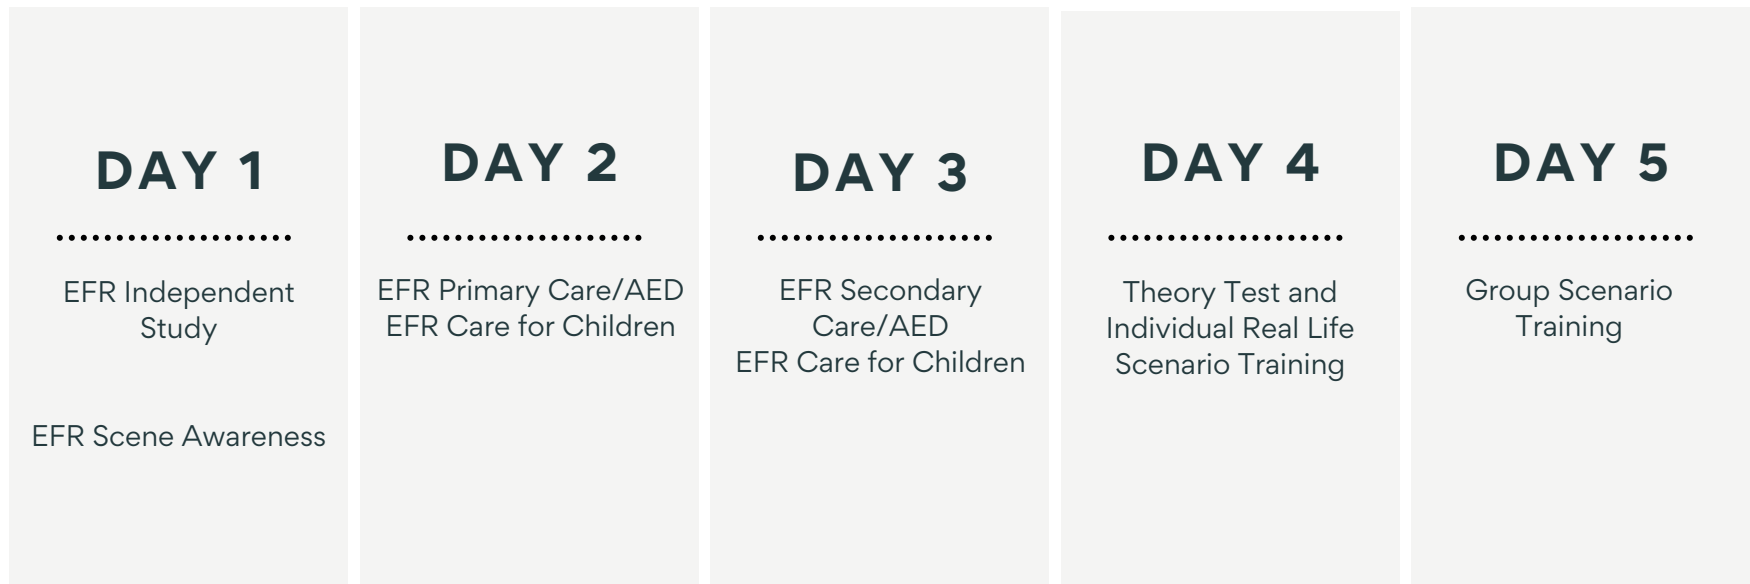 DAY 1
EFR Independent
Study
EFR Scene Awareness
DAY 2
EFR Primary Care/AED
EFR Care for Children
DAY 3
EFR Secondary
Care/AED
EFR Care for Children
DAY 4
Theory Test and
Individual Real Life
Scenario Training
DAY 5
Group Scenario
Training